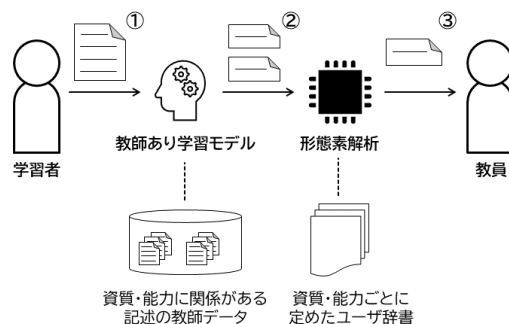 ①
②
③
学習者
教師あり学習モデル
形態素解析
教員
資質・能力に関係がある
記述の教師データ
資質・能力ごとに
定めたユーザ辞書